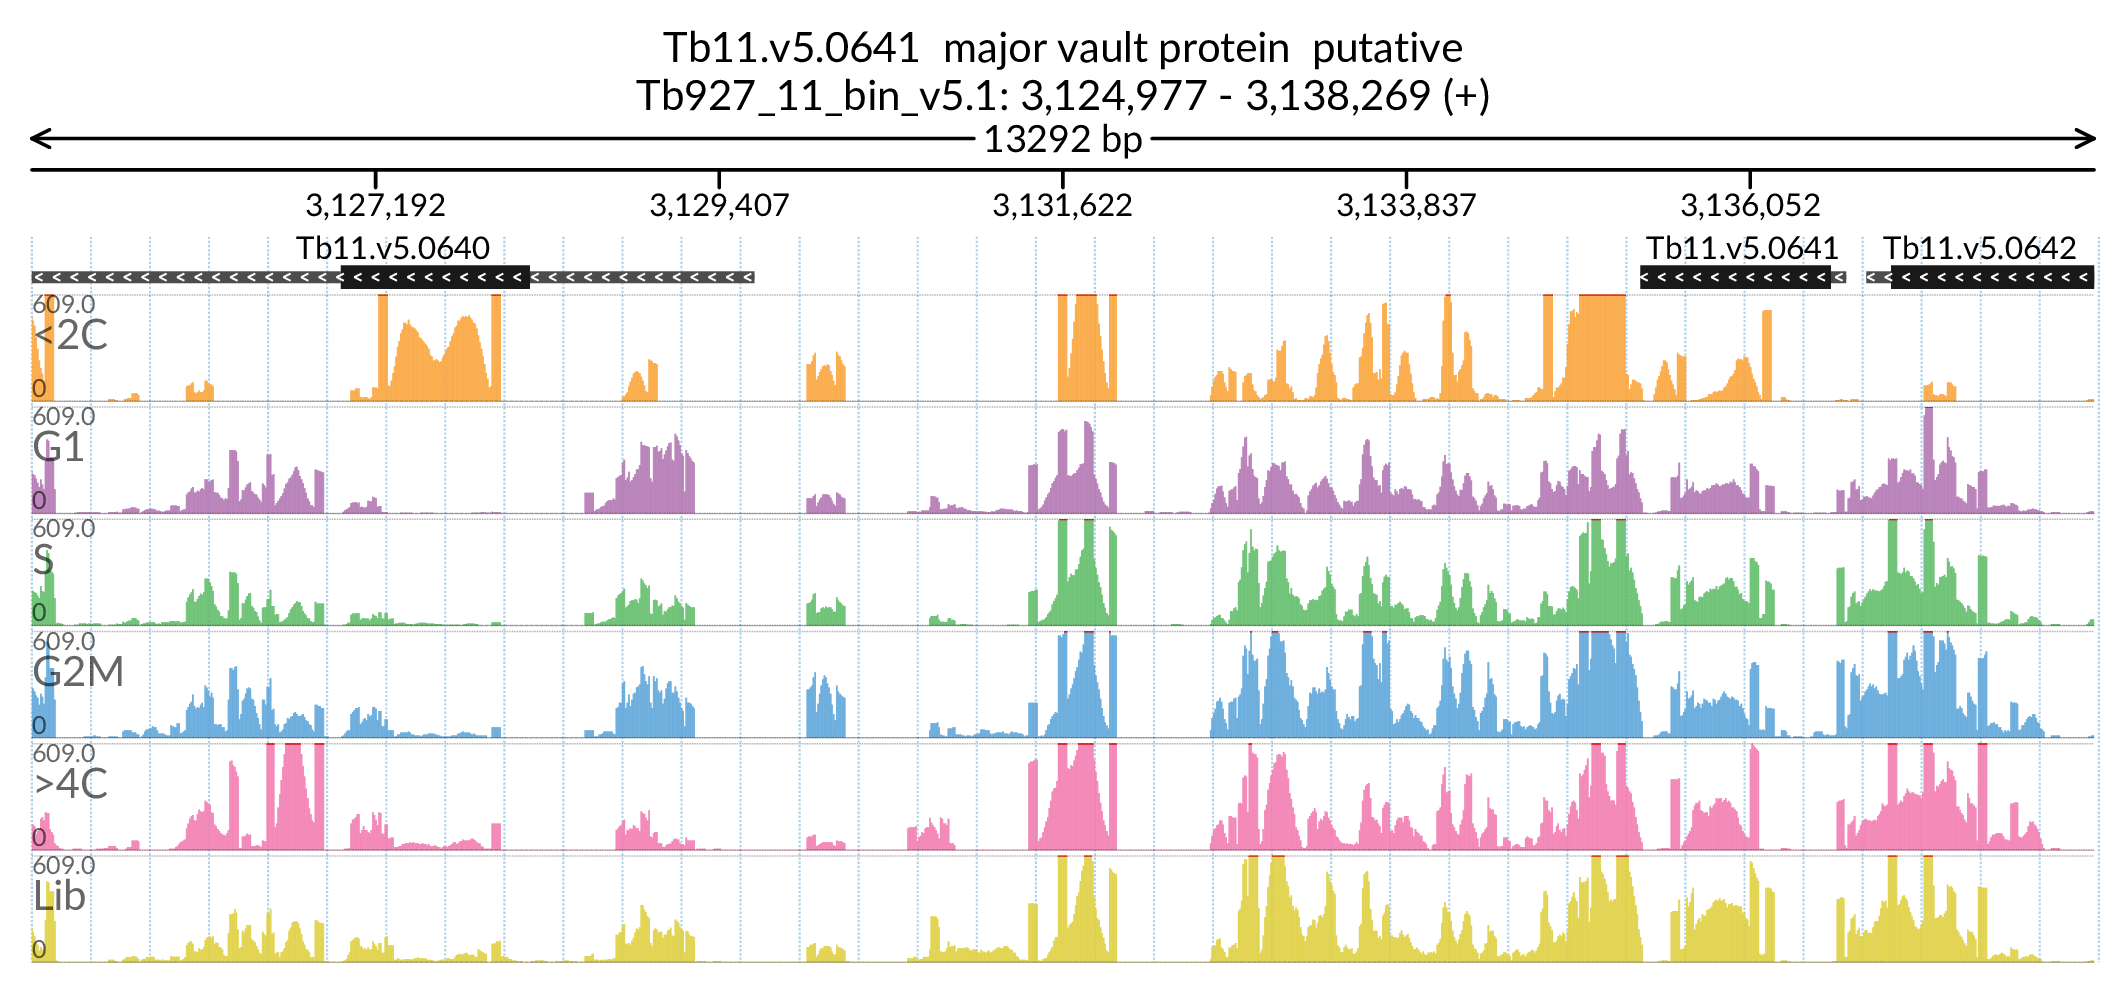 Tb11.v5.0641 major vault protein putative
Tb927_11_bin_v5.1: 3,124,977 - 3,138,269 (+)
13292 bp
3,127,192 3,129,407 3,131,622 3,133,837 3,136,052
Tb11.v5.0640 Tb11.v5.0641 Tb11.v5.0642
609.0
<2C
0
609.0
G1
0
609.0
S
0
609.0
G2M
0
609.0
>4C
0
609.0
Lib
0